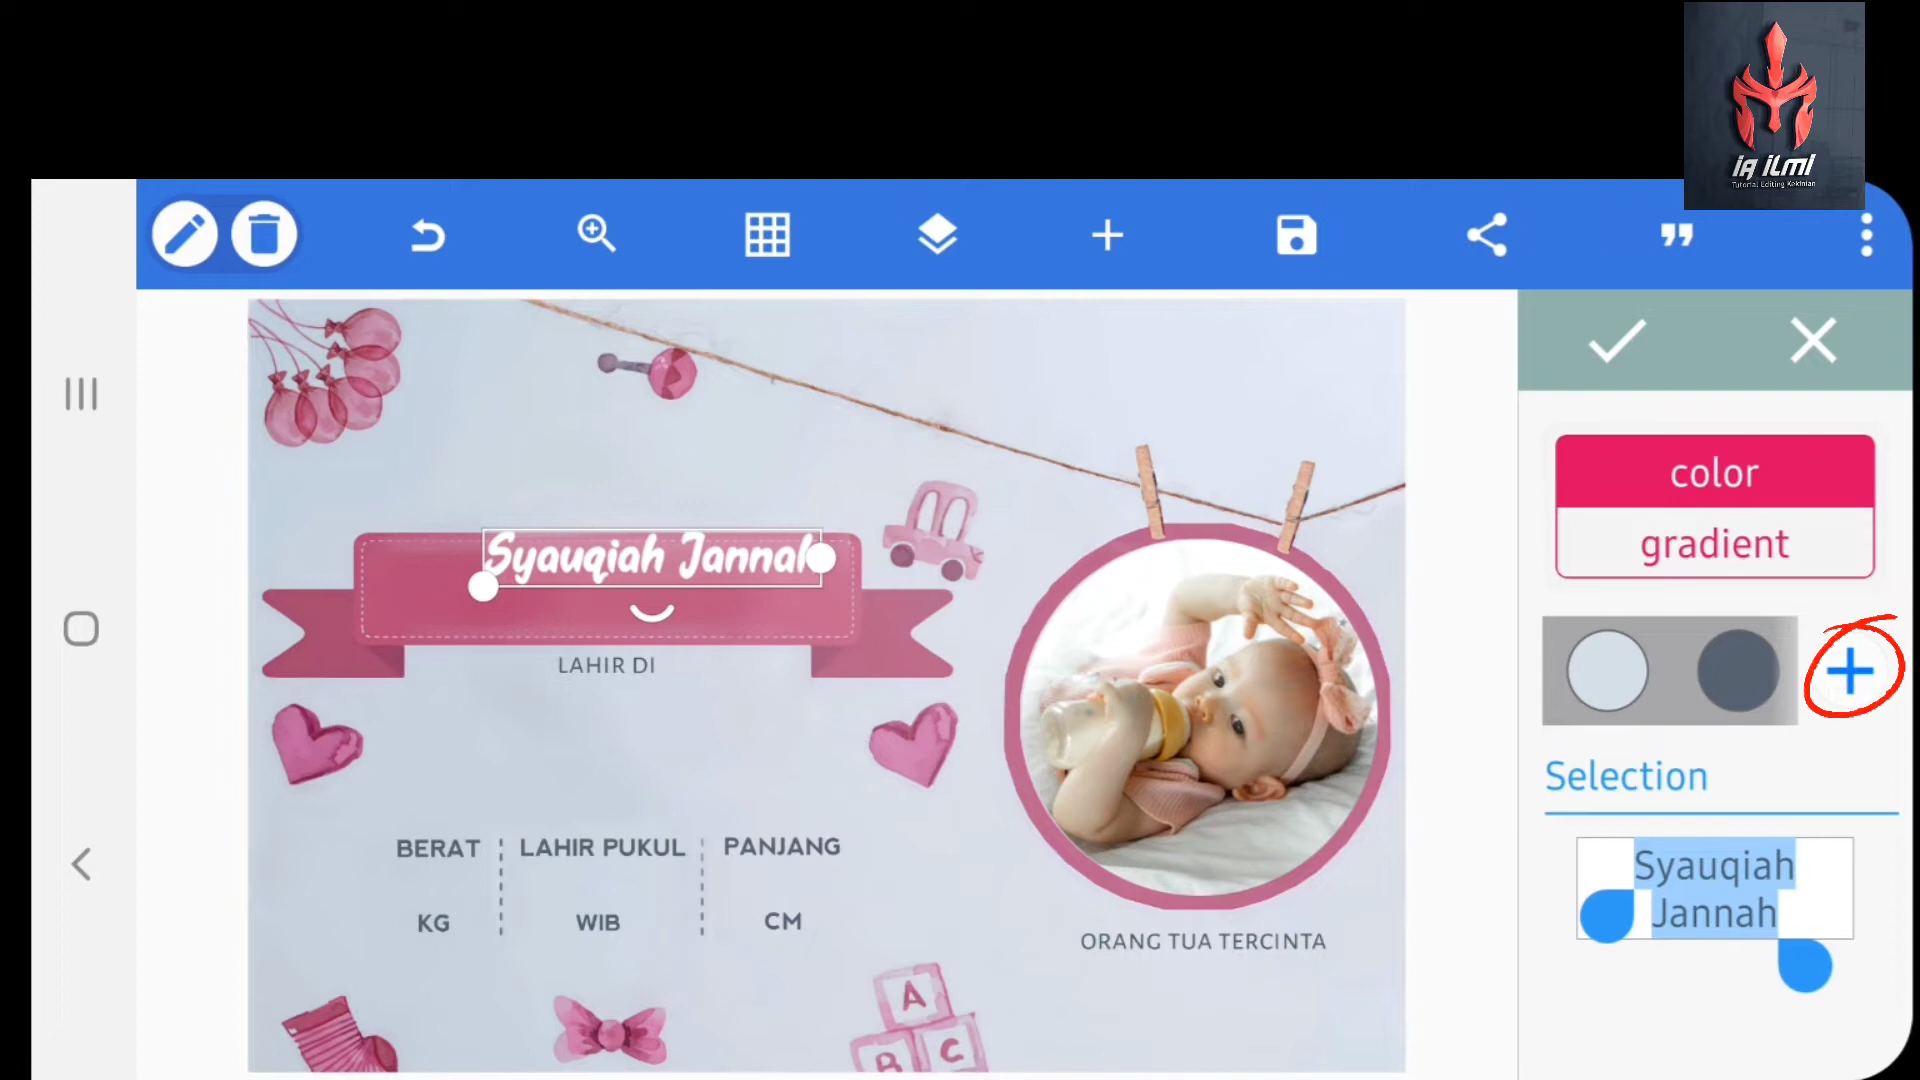 iq ilmi
Tutorial Editing Kekinian
color
gradient
Syauqiah Jannah
LAHIR DI
Selection
Syauqiah
Jannah
BERAT
LAHIR PUKUL
PANJANG
KG
WIB
CM
ORANG TUA TERCINTA
A
B C